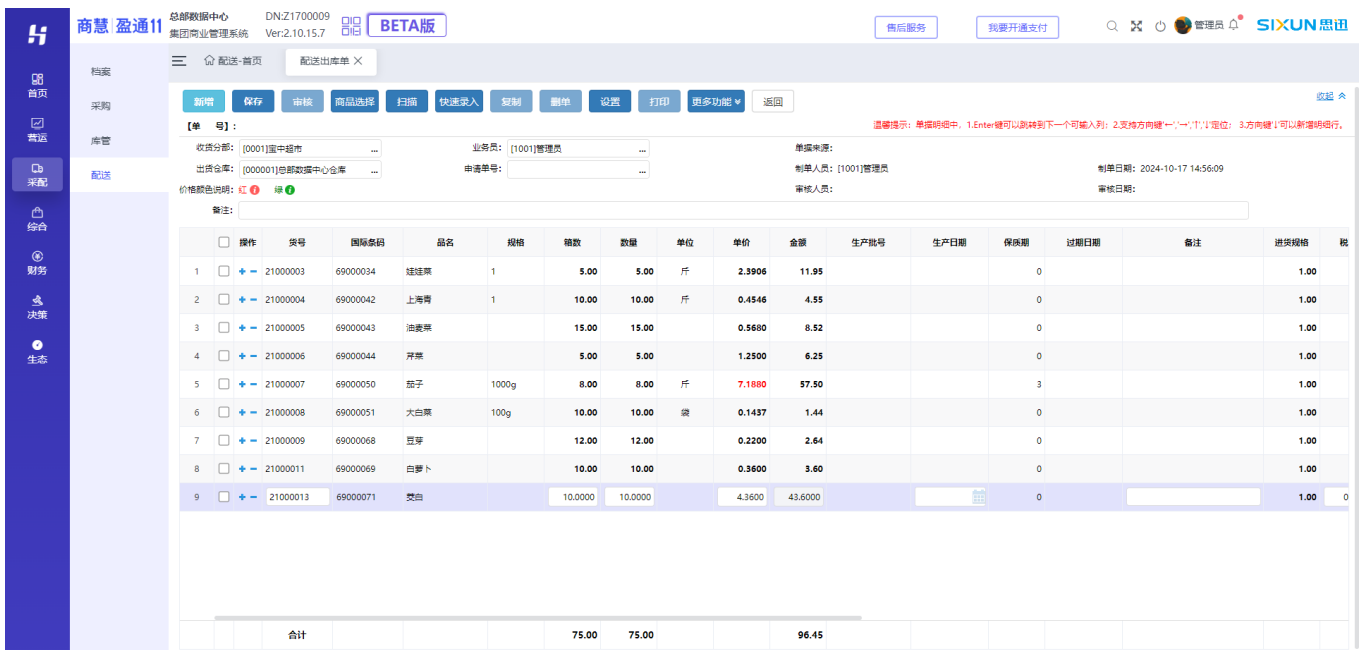 商慧 盈通11 总部数据中心 DN:Z1700009 集团商业管理系统 Ver:2.10.15.7 BETA版 售后服务 我要开通支付 管理员 SIXUN思迅
首页
营运
采配
综合
财务
决策
生态
档案
采购
库管
配送
配送-首页 配送出库单
新增 保存 审核 商品选择 扫描 快速录入 复制 删单 设置 打印 更多功能 返回 收起
【单 号】: 温馨提示：单据明细中，1.Enter键可以跳转到下一个可输入列；2.支持方向键'←','→','↑','↓'定位；3.方向键'↓'可以新增明细行。
收货分部: [0001]宝中超市 ... 业务员: [1001]管理员 ... 单据来源:
出货仓库: [000001]总部数据中心仓库 ... 申请单号: ... 制单人员: [1001]管理员 制单日期: 2024-10-17 14:56:09
价格颜色说明: 红 绿 审核人员: 审核日期:
备注:
操作 货号 国际条码 品名 规格 箱数 数量 单位 单价 金额 生产批号 生产日期 保质期 过期日期 备注 进货规格 税
1 21000003 69000034 娃娃菜 1 5.00 5.00 斤 2.3906 11.95 0 1.00
2 21000004 69000042 上海青 1 10.00 10.00 斤 0.4546 4.55 0 1.00
3 21000005 69000043 油麦菜 15.00 15.00 0.5680 8.52 0 1.00
4 21000006 69000044 芹菜 5.00 5.00 1.2500 6.25 0 1.00
5 21000007 69000050 茄子 1000g 8.00 8.00 斤 7.1880 57.50 3 1.00
6 21000008 69000051 大白菜 100g 10.00 10.00 袋 0.1437 1.44 0 1.00
7 21000009 69000068 豆芽 12.00 12.00 0.2200 2.64 0 1.00
8 21000011 69000069 白萝卜 10.00 10.00 0.3600 3.60 0 1.00
9 21000013 69000071 茭白 10.0000 10.0000 4.3600 43.6000 0 1.00 0
合计 75.00 75.00 96.45